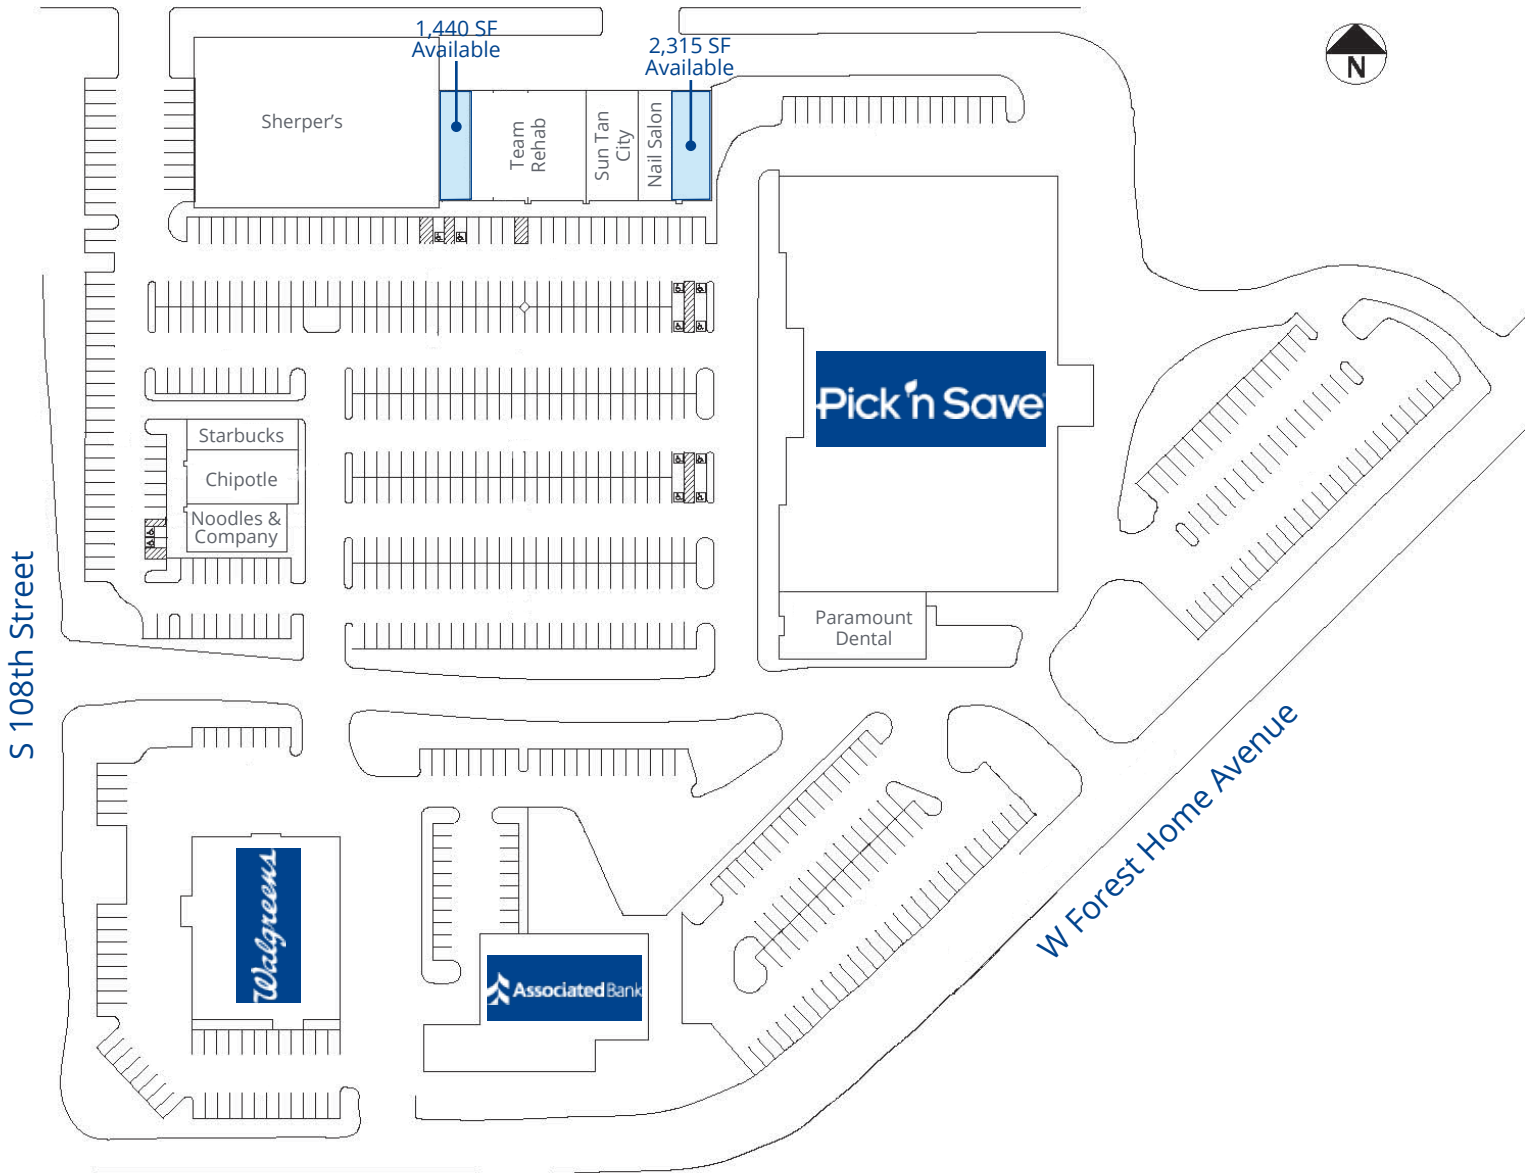 1,440 SF
Available
2,315 SF
Available
N
Sherper's
Team
Rehab
Sun Tan
City
Nail Salon
Pick 'n Save
Starbucks
Chipotle
Noodles &
Company
Paramount
Dental
S 108th Street
W Forest Home Avenue
Walgreens
Associated Bank